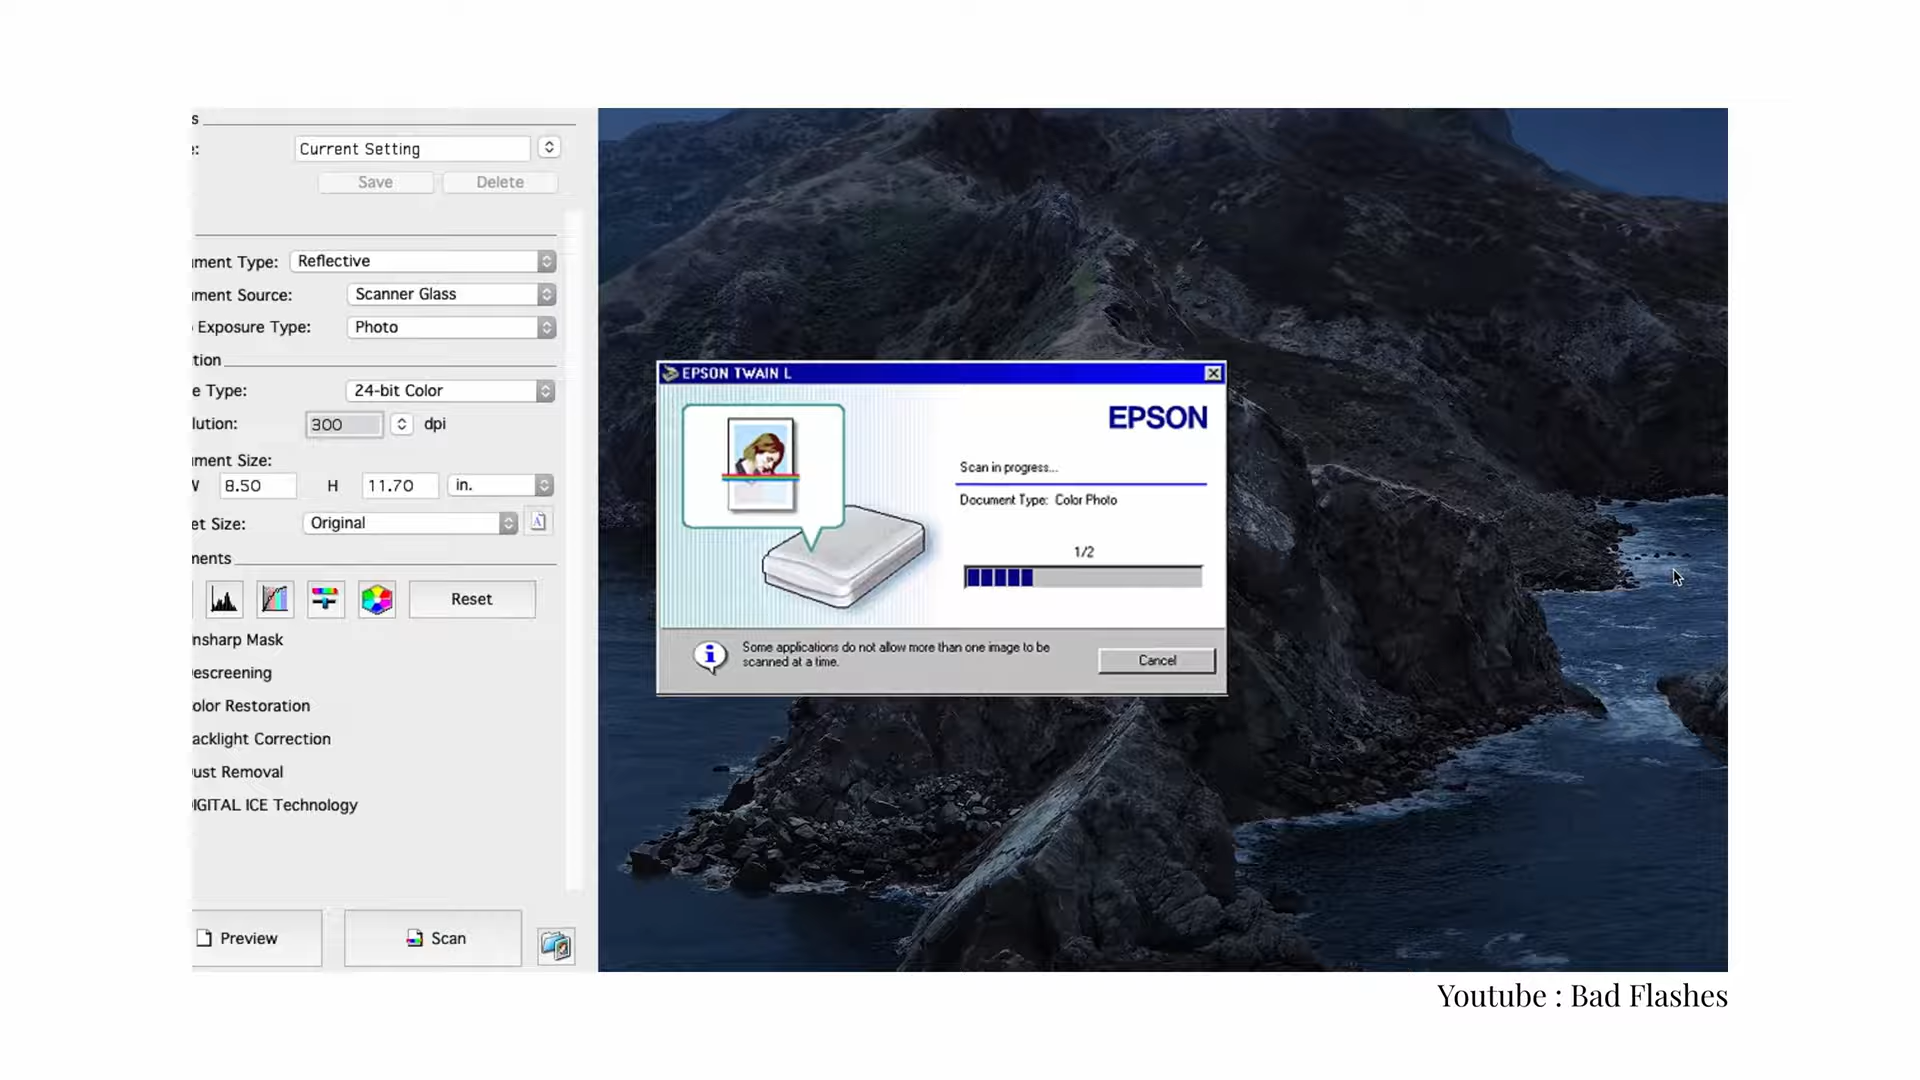 s
Current Setting
Save
Delete
ment Type: Reflective
ment Source: Scanner Glass
Exposure Type: Photo
tion
e Type: 24-bit Color
lution: 300 dpi
ment Size:
8.50 H 11.70 in.
et Size: Original
A
nents
Reset
nsharp Mask
escreening
olor Restoration
acklight Correction
ust Removal
IGITAL ICE Technology
Preview
Scan
EPSON TWAIN L
EPSON
Scan in progress...
Document Type: Color Photo
1/2
Some applications do not allow more than one image to be
scanned at a time.
Cancel
Youtube : Bad Flashes